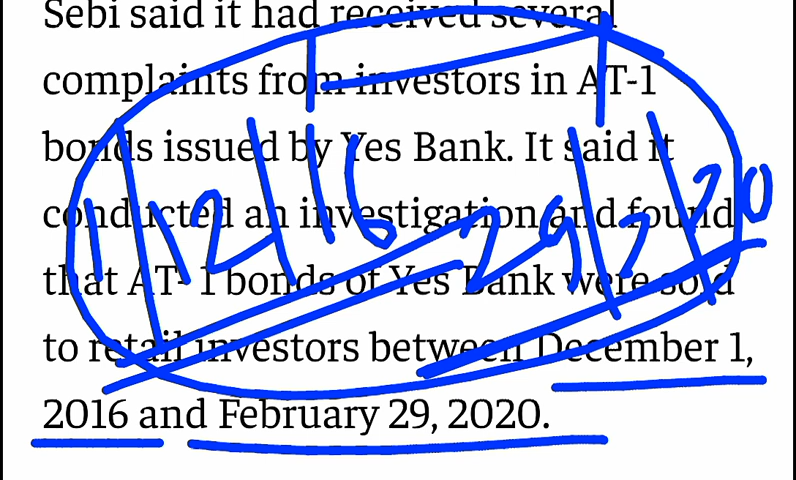 Sebi said it had received several
complaints from investors in AT-1
bonds issued by Yes Bank. It said it
conducted an investigation and found
that AT- 1 bonds of Yes Bank were sold
to retail investors between December 1,
2016 and February 29, 2020.
1/12/16
29/2/20